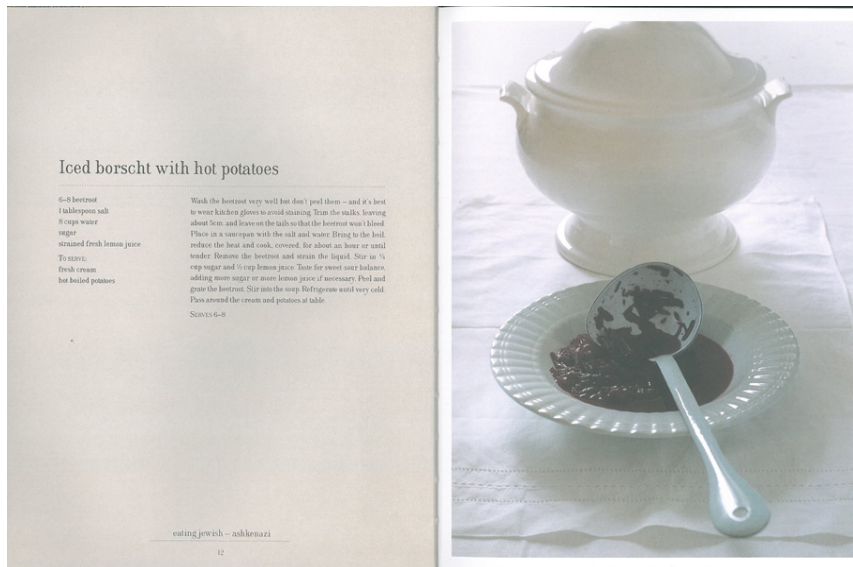 Iced borscht with hot potatoes
6–8 beetroot
1 tablespoon salt
8 cups water
sugar
strained fresh lemon juice
TO SERVE:
fresh cream
hot boiled potatoes
Wash the beetroot very well but don't peel them – and it's best
to wear kitchen gloves to avoid staining. Trim the stalks, leaving
about 5cm, and leave on the tails so that the beetroot won't bleed.
Place in a saucepan with the salt and water. Bring to the boil,
reduce the heat and cook, covered, for about an hour or until
tender. Remove the beetroot and strain the liquid. Stir in
cup sugar and cup lemon juice. Taste for sweet-sour balance,
adding more sugar or more lemon juice if necessary. Peel and
grate the beetroot. Stir into the soup. Refrigerate until very cold.
Pass around the cream and potatoes at table.
SERVES 6–8
eating jewish – ashkenazi
12